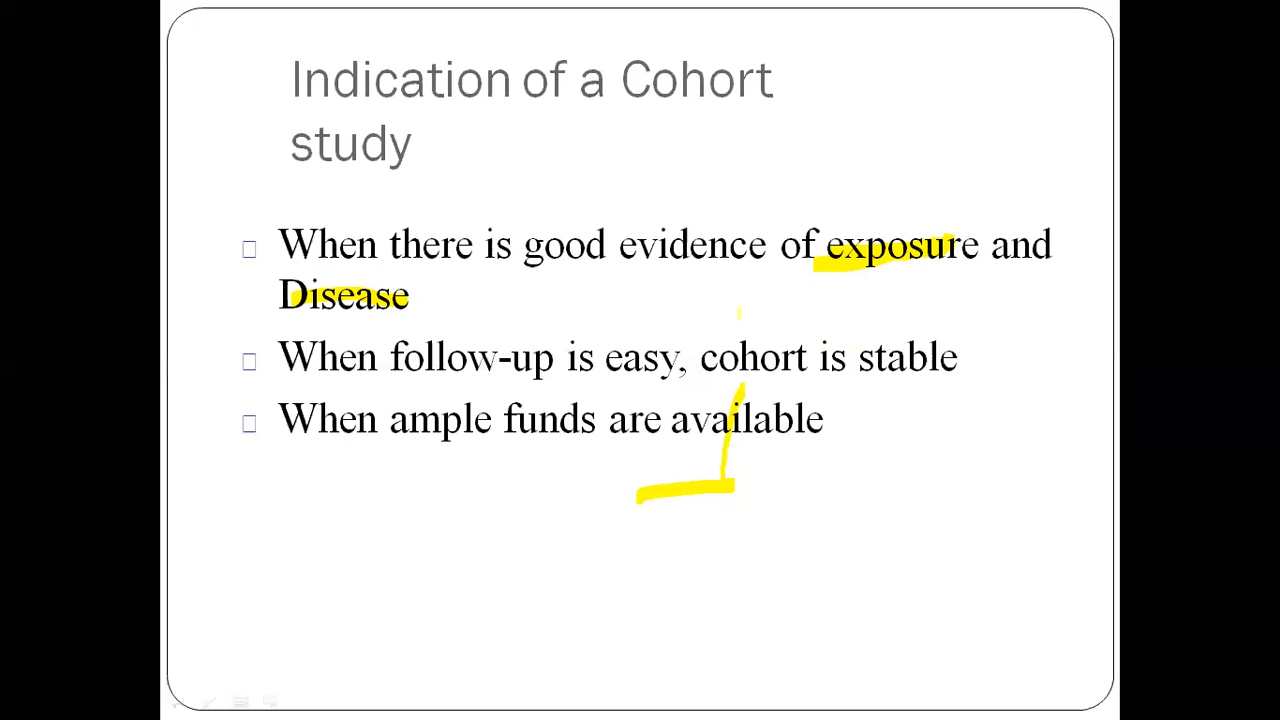 Indication of a Cohort
study
When there is good evidence of exposure and
Disease
When follow-up is easy, cohort is stable
When ample funds are available